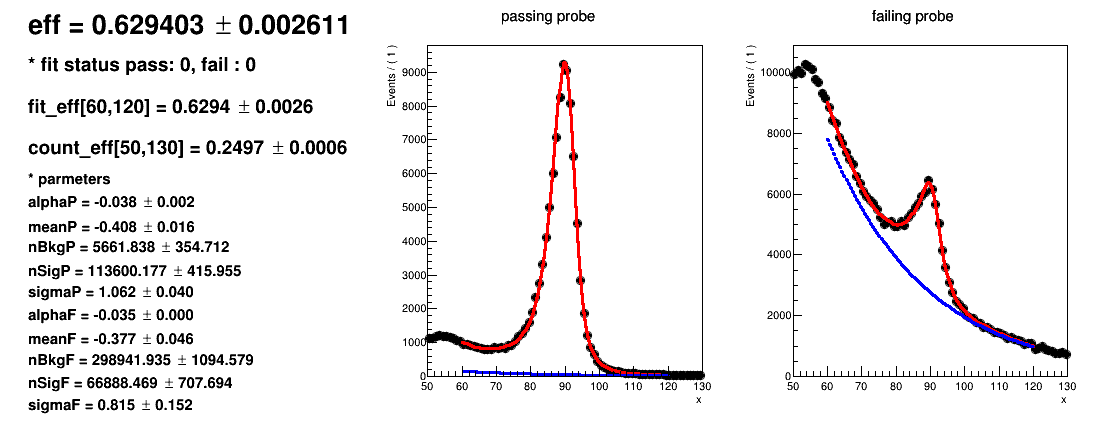 eff = 0.629403 ± 0.002611
* fit status pass: 0, fail : 0
fit_eff[60,120] = 0.6294 ± 0.0026
count_eff[50,130] = 0.2497 ± 0.0006
* parmeters
alphaP = -0.038 ± 0.002
meanP = -0.408 ± 0.016
nBkgP = 5661.838 ± 354.712
nSigP = 113600.177 ± 415.955
sigmaP = 1.062 ± 0.040
alphaF = -0.035 ± 0.000
meanF = -0.377 ± 0.046
nBkgF = 298941.935 ± 1094.579
nSigF = 66888.469 ± 707.694
sigmaF = 0.815 ± 0.152
passing probe
Events / ( 1 )
9000
8000
7000
6000
5000
4000
3000
2000
1000
0
50 60 70 80 90 100 110 120 130
x
failing probe
Events / ( 1 )
10000
8000
6000
4000
2000
0
50 60 70 80 90 100 110 120 130
x